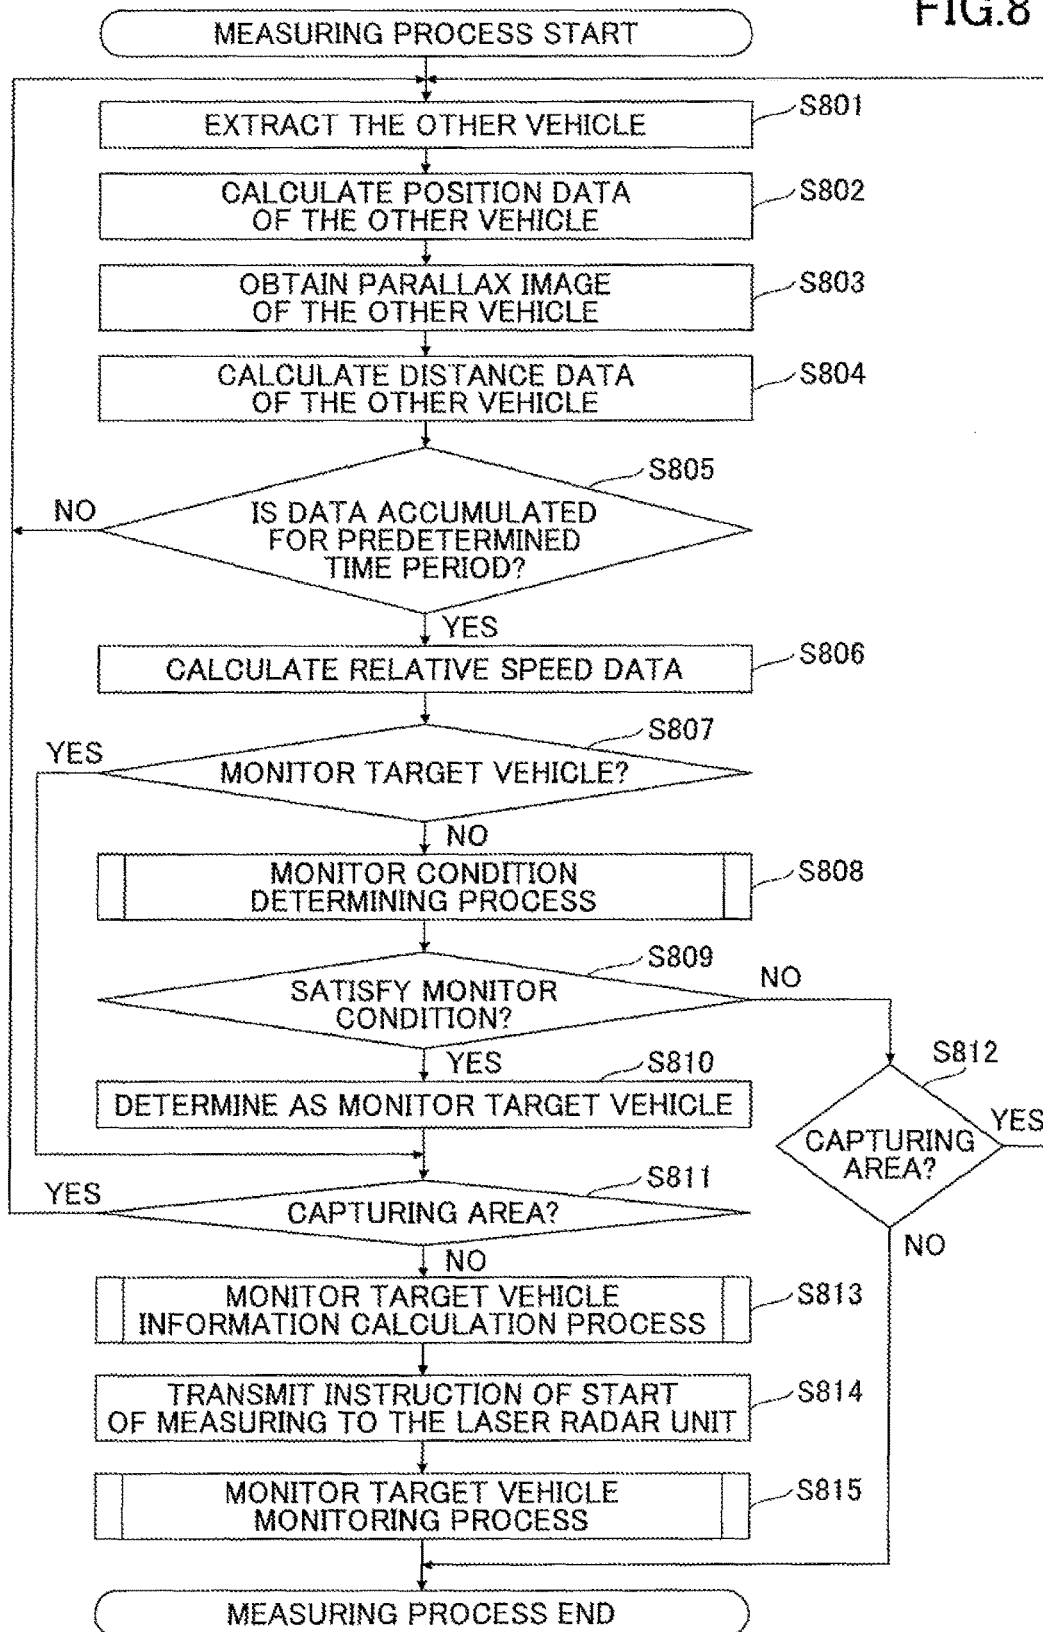 FIG.8
MEASURING PROCESS START
EXTRACT THE OTHER VEHICLE
S801
CALCULATE POSITION DATA
OF THE OTHER VEHICLE
S802
OBTAIN PARALLAX IMAGE
OF THE OTHER VEHICLE
S803
CALCULATE DISTANCE DATA
OF THE OTHER VEHICLE
S804
S805
NO
IS DATA ACCUMULATED
FOR PREDETERMINED
TIME PERIOD?
YES
CALCULATE RELATIVE SPEED DATA
S806
S807
YES
MONITOR TARGET VEHICLE?
NO
MONITOR CONDITION
DETERMINING PROCESS
S808
S809
NO
SATISFY MONITOR
CONDITION?
YES
S810
DETERMINE AS MONITOR TARGET VEHICLE
S812
YES
CAPTURING
AREA?
NO
S811
YES
CAPTURING AREA?
NO
MONITOR TARGET VEHICLE
INFORMATION CALCULATION PROCESS
S813
TRANSMIT INSTRUCTION OF START
OF MEASURING TO THE LASER RADAR UNIT
S814
MONITOR TARGET VEHICLE
MONITORING PROCESS
S815
MEASURING PROCESS END